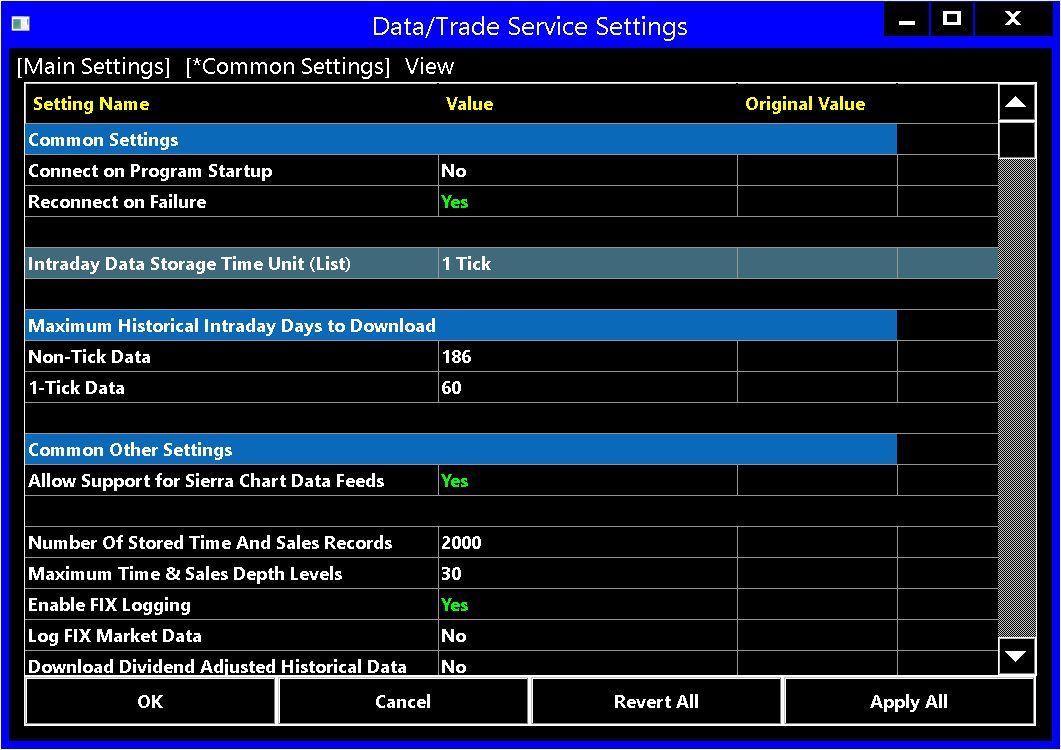 Data/Trade Service Settings
[Main Settings] [*Common Settings] View
Setting Name Value Original Value
Common Settings
Connect on Program Startup No
Reconnect on Failure Yes
Intraday Data Storage Time Unit (List) 1 Tick
Maximum Historical Intraday Days to Download
Non-Tick Data 186
1-Tick Data 60
Common Other Settings
Allow Support for Sierra Chart Data Feeds Yes
Number Of Stored Time And Sales Records 2000
Maximum Time & Sales Depth Levels 30
Enable FIX Logging Yes
Log FIX Market Data No
Download Dividend Adjusted Historical Data No
OK Cancel Revert All Apply All